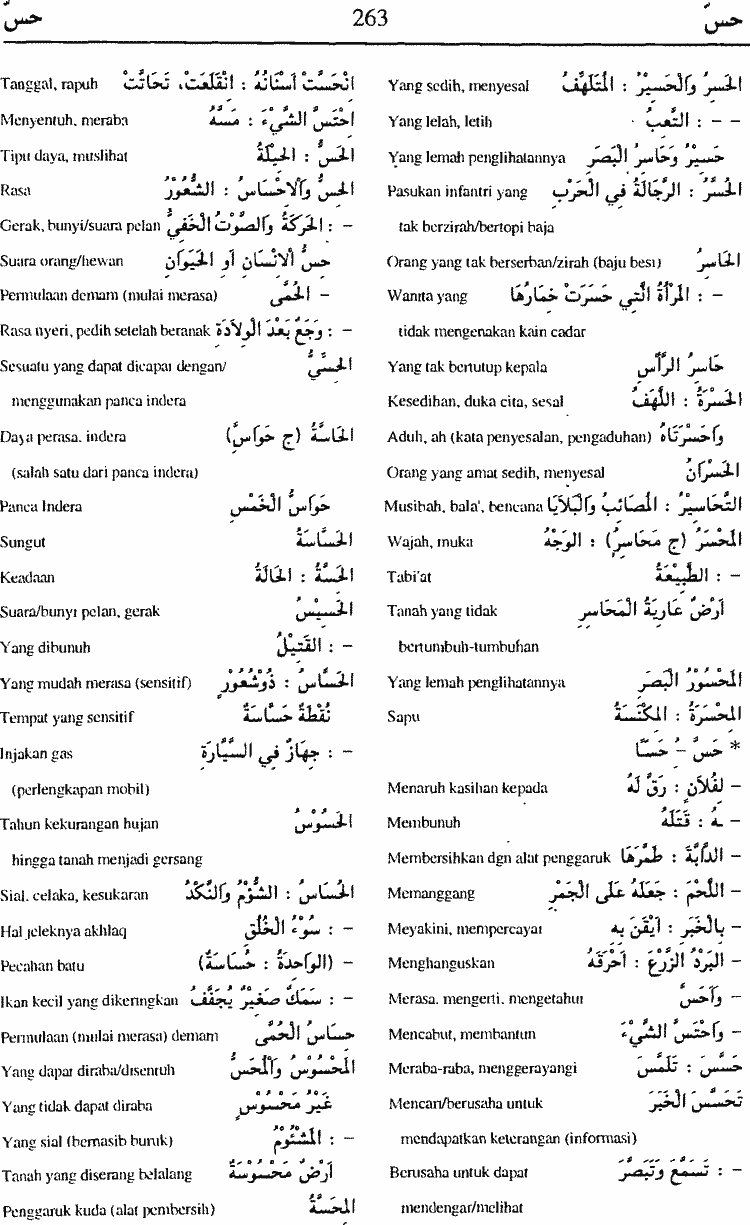 حسّ 263 حسّ
الحَسِرُ وَالْحَسِيْرُ : الْمُتَلَهِّفُ Yang sedih, menyesal
- - : التَّعِبُ Yang lelah, letih
حَسِيْرُ وَحَاسِرُ الْبَصَرِ Yang lemah penglihatannya
الْحُسَّرُ : الرَّجَالَةُ فِي الْحَرْبِ Pasukan infantri yang
tak berzirah/bertopi baja
الْحَاسِرُ Orang yang tak berserban/zirah (baju besi)
- : الْمَرْأَةُ الَّتِي حَسَرَتْ خِمَارَهَا Wanita yang
tidak mengenakan kain cadar
حَاسِرُ الرَّأْسِ Yang tak bertutup kepala
الْحَسْرَةُ : اللَّهَفُ Kesedihan, duka cita, sesal
وَاحَسْرَتَاهُ Aduh, ah (kata penyesalan, pengaduhan)
الْحَسْرَانُ Orang yang amat sedih, menyesal
التَّحَاسِيْرُ : الْمَصَائِبُ وَالْبَلَايَا Musibah, bala', bencana
الْمَحْسَرُ (ج مَحَاسِرُ) : الوَجْهُ Wajah, muka
- : الطَّبِيْعَةُ Tabi'at
أَرْضٌ عَارِيَةُ الْمَحَاسِرِ Tanah yang tidak
bertumbuh-tumbuhan
الْمَحْسُوْرُ الْبَصَرِ Yang lemah penglihatannya
الْمِحْسَرَةُ : الْمِكْنَسَةُ Sapu
* حَسَّ - حَسًّا
- لِفُلَانٍ : رَقَّ لَهُ Menaruh kasihan kepada
- ـهُ : قَتَلَهُ Membunuh
- الدَّابَّةَ : طَهَّرَهَا Membersihkan dgn alat penggaruk
- اللَّحْمَ : جَعَلَهُ عَلَى الْجَمْرِ Memanggang
- بِالْخَبَرِ : أَيْقَنَ بِهِ Meyakini, mempercayai
- الْبَرْدُ الزَّرْعَ : أَحْرَقَهُ Menghanguskan
- وَأَحَسَّ Merasa, mengerti, mengetahui
- وَاحْتَسَّ الشَّيْءَ Mencabut, membantun
حَسَّسَ : تَلَمَّسَ Meraba-raba, menggerayangi
تَحَسَّسَ الْخَبَرَ Mencari/berusaha untuk
mendapatkan keterangan (informasi)
- : تَسَمَّعَ وَتَبَصَّرَ Berusaha untuk dapat
mendengar/melihat
انْحَسَّتْ أَسْنَانُهُ : انْقَلَعَتْ، تَحَاتَّتْ Tanggal, rapuh
احْتَسَّ الشَّيْءَ : مَسَّهُ Menyentuh, meraba
الْحَسُّ : الْحِيْلَةُ Tipu daya, muslihat
الْحِسُّ وَالْاحْسَاسُ : الشُّعُوْرُ Rasa
- : الْحَرَكَةُ وَالصَّوْتُ الْخَفِيُّ Gerak, bunyi/suara pelan
حِسُّ الْانْسَانِ أَوِ الْحَيَوَانِ Suara orang/hewan
- الْحُمَّى Permulaan demam (mulai merasa)
- : وَجَعٌ بَعْدَ الْوِلَادَةِ Rasa nyeri, pedih setelah beranak
الْحِسِّيُّ Sesuatu yang dapat dicapai dengan/
menggunakan panca indera
الْحَاسَّةُ (ج حَوَاسُّ) Daya perasa, indera
(salah satu dari panca indera)
حَوَاسُّ الْخَمْسِ Panca Indera
الْحَسَّاسَةُ Sungut
الْحَسَّةُ : الْحَالَةُ Keadaan
الْحَسِيْسُ Suara/bunyi pelan, gerak
- : الْقَتِيْلُ Yang dibunuh
الْحَسَّاسُ : ذُوْشُعُوْرٍ Yang mudah merasa (sensitif)
نُقْطَةٌ حَسَّاسَةٌ Tempat yang sensitif
- : جِهَازٌ فِي السَّيَّارَةِ Injakan gas
(perlengkapan mobil)
الْحَسُوْسُ Tahun kekurangan hujan
hingga tanah menjadi gersang
الْحُسَاسُ : الشُّؤْمُ وَالنَّكَدُ Sial, celaka, kesukaran
- : سُوْءُ الْخُلُقِ Hal jeleknya akhlaq
- (الوَاحِدَةُ : حُسَاسَةٌ) Pecahan batu
- : سَمَكٌ صَغِيْرٌ يُجَفَّفُ Ikan kecil yang dikeringkan
حِسَاسُ الْحُمَّى Permulaan (mulai merasa) demam
الْمَحْسُوْسُ وَالْمُحَسُّ Yang dapat diraba/disentuh
غَيْرُ مَحْسُوْسٍ Yang tidak dapat diraba
- : الْمَشْئُوْمُ Yang sial (bernasib buruk)
أَرْضٌ مَحْسُوْسَةٌ Tanah yang diserang belalang
الْمِحَسَّةُ Penggaruk kuda (alat pembersih)